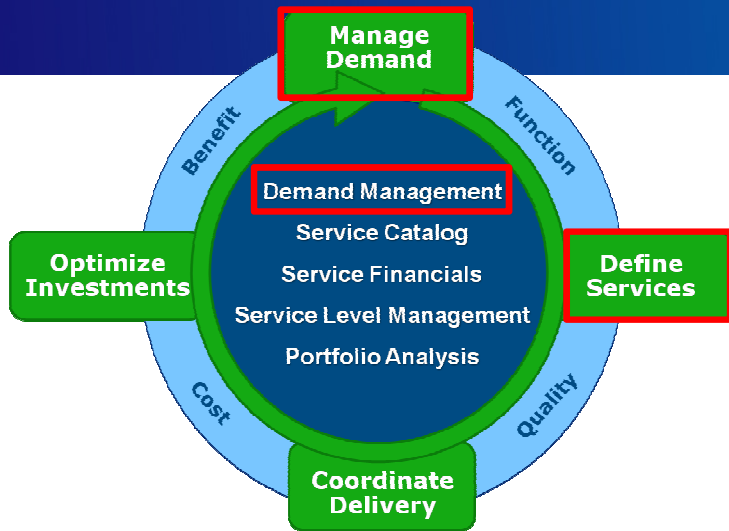 Manage
Demand
Benefit
Function
Demand Management
Service Catalog
Optimize
Investments
Service Financials
Define
Services
Service Level Management
Portfolio Analysis
Cost
Quality
Coordinate
Delivery